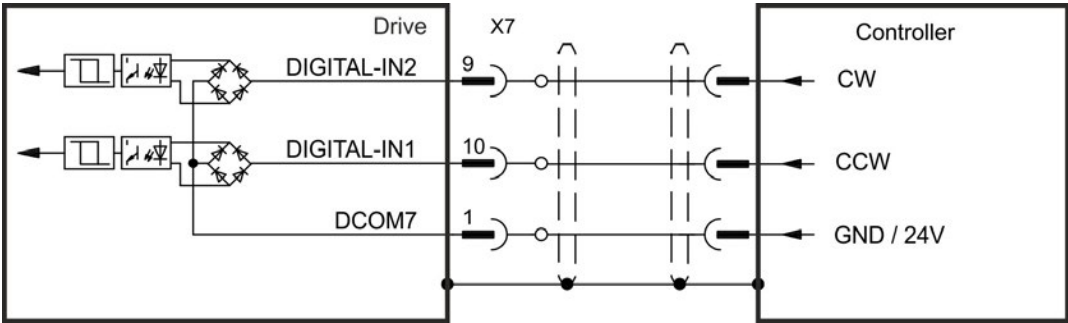 Drive X7 Controller
DIGITAL-IN2 9 CW
DIGITAL-IN1 10 CCW
DCOM7 1 GND / 24V